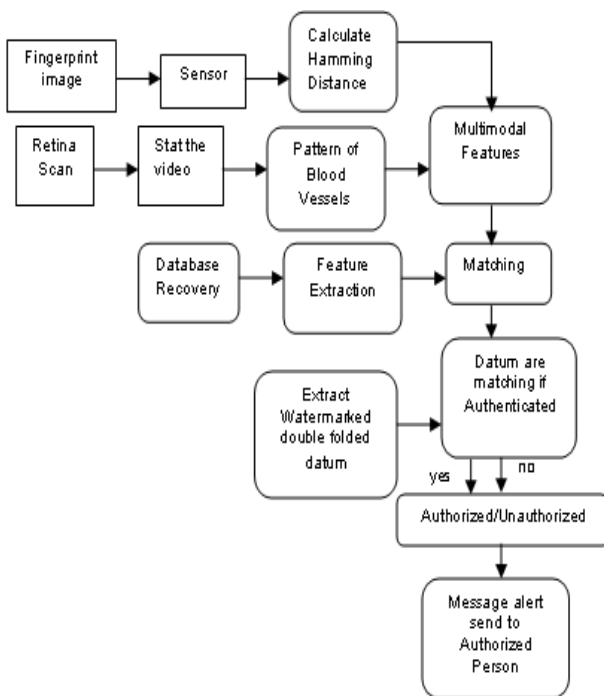 Fingerprint
image
Sensor
Calculate
Hamming
Distance
Retina
Scan
Stat the
video
Pattern of
Blood
Vessels
Multimodal
Features
Database
Recovery
Feature
Extraction
Matching
Extract
Watermarked
double folded
datum
Datum are
matching if
Authenticated
yes
no
Authorized/Unauthorized
Message alert
send to
Authorized
Person